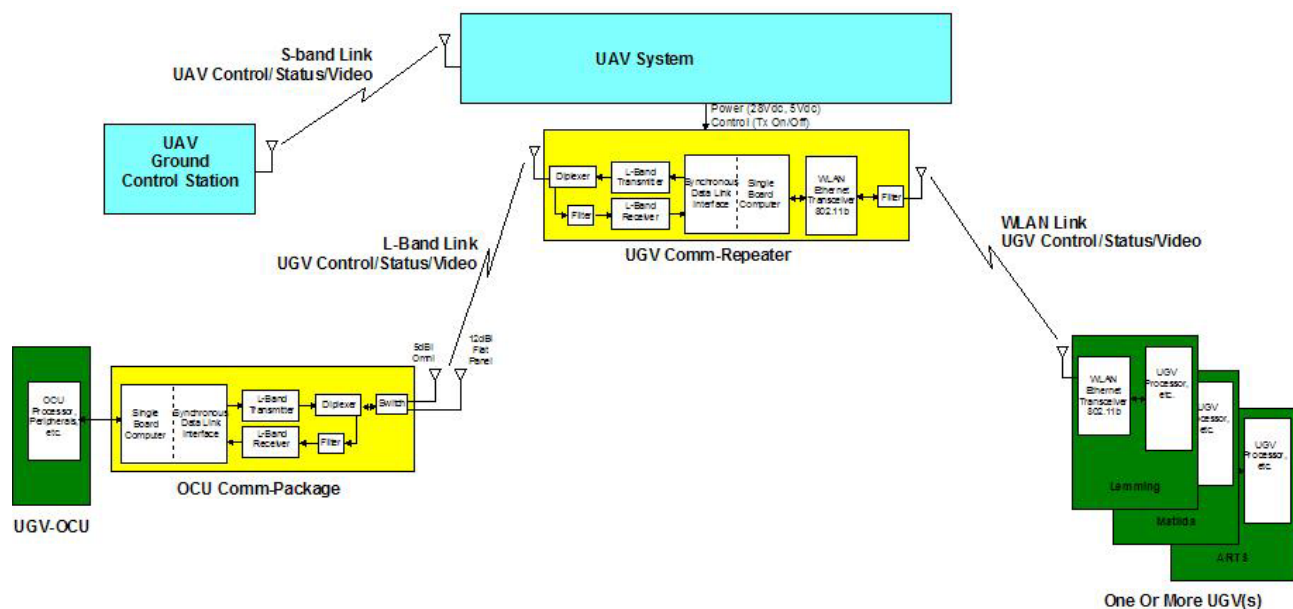 S-band Link
UAV Control/Status/Video
UAV System
Power (28Vdc, 5Vdc)
Control (Tx On/Off)
UAV
Ground
Control Station
Diplexer
L-Band
Transmitter
Filter
L-Band
Receiver
Synchronous
Data Link
Interface
Single
Board
Computer
WLAN
Ethernet
Transceiver
802.11b
Filter
UGV Comm-Repeater
L-Band Link
UGV Control/Status/Video
WLAN Link
UGV Control/Status/Video
5dBi
Omni
12dBi
Flat
Panel
OCU
Processor,
Peripherals,
etc.
UGV-OCU
Single
Board
Computer
Synchronous
Data Link
Interface
L-Band
Transmitter
L-Band
Receiver
Diplexer
Filter
Switch
OCU Comm-Package
WLAN
Ethernet
Transceiver
802.11b
UGV
Processor,
etc.
Lemming
UGV
ocessor,
etc.
Matilda
UGV
Processor,
etc.
ARTS
One Or More UGV(s)